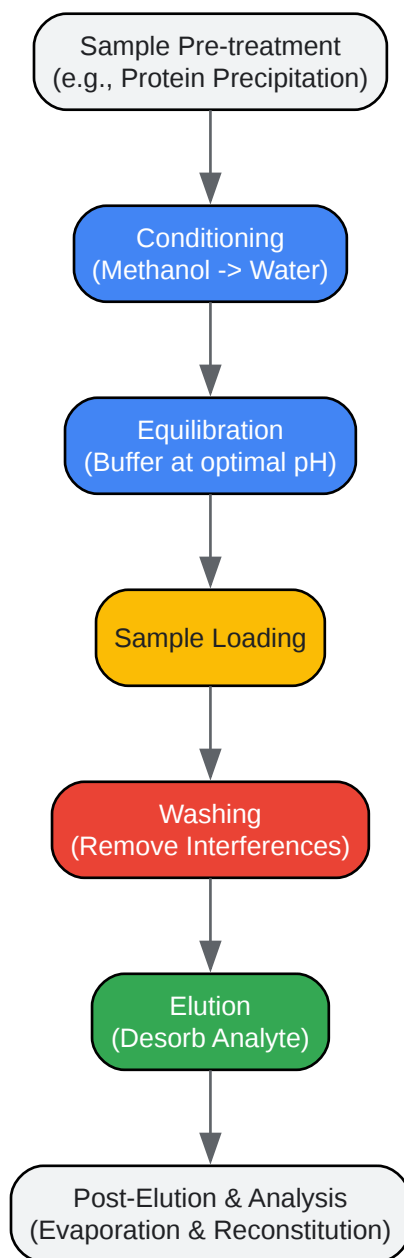 Sample Pre-treatment
(e.g., Protein Precipitation)
Conditioning
(Methanol -> Water)
Equilibration
(Buffer at optimal pH)
Sample Loading
Washing
(Remove Interferences)
Elution
(Desorb Analyte)
Post-Elution & Analysis
(Evaporation & Reconstitution)